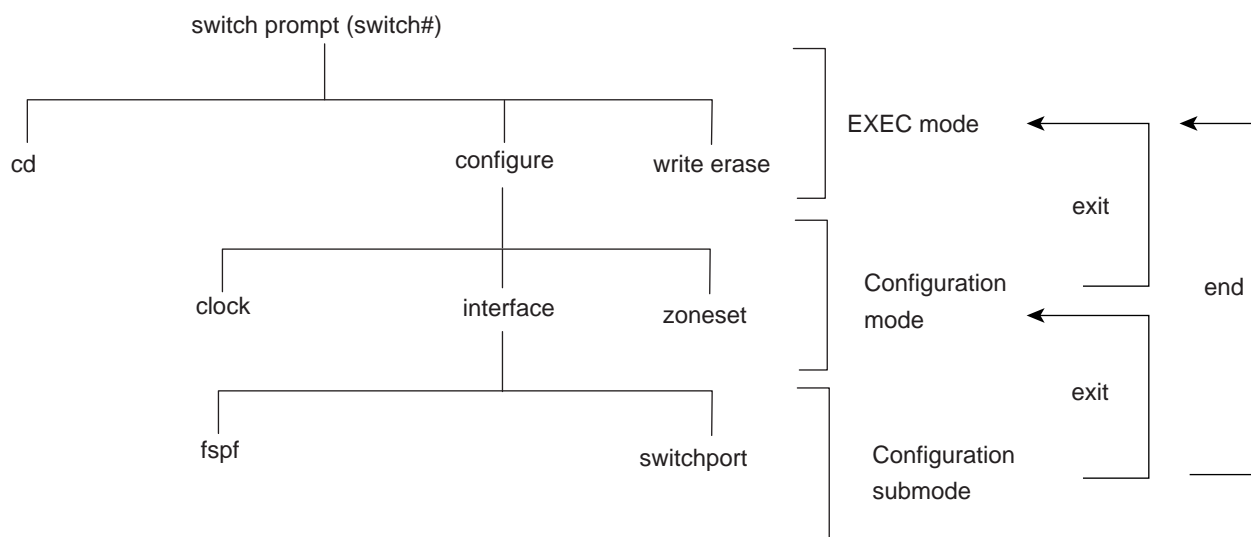 switch prompt (switch#)
EXEC mode
cd
configure
write erase
exit
clock
interface
zoneset
Configuration
mode
end
exit
fspf
switchport
Configuration
submode